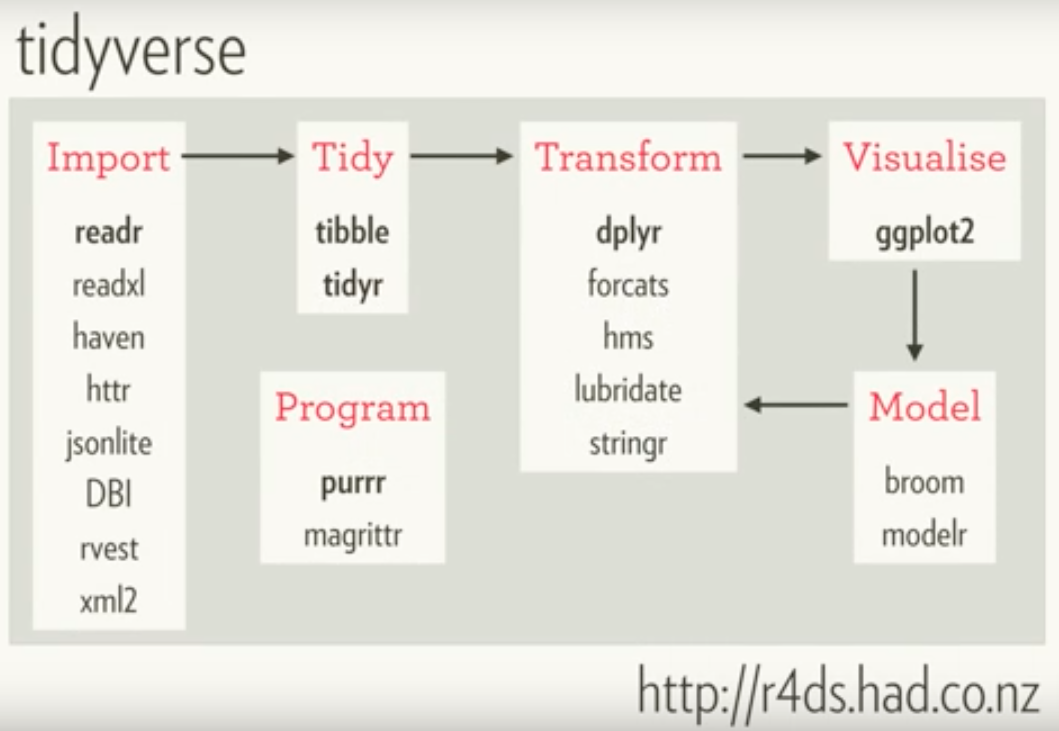 tidyverse
Import
readr
readxl
haven
httr
jsonlite
DBI
rvest
xml2
Tidy
tibble
tidyr
Program
purrr
magrittr
Transform
dplyr
forcats
hms
lubridate
stringr
Visualise
ggplot2
Model
broom
modelr
http://r4ds.had.co.nz